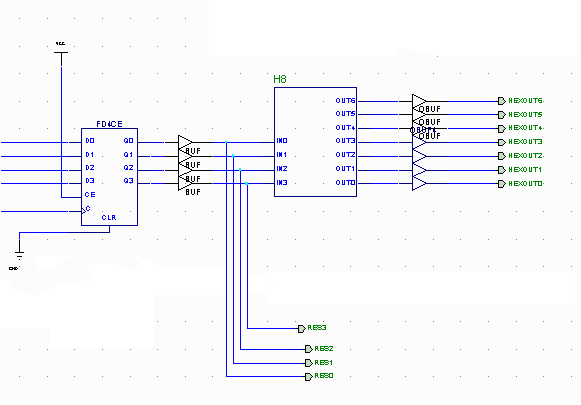 VCC
H8
FD4CE
D0 Q0
D1 Q1
D2 Q2
D3 Q3
CE
C
CLR
GND
BUF
BUF
BUF
BUF
IN0
IN1
IN2
IN3
OUT6
OUT5
OUT4
OUT3
OUT2
OUT1
OUT0
OBUF
OBUF
OBUF
HEXOUT6
HEXOUT5
HEXOUT4
HEXOUT3
HEXOUT2
HEXOUT1
HEXOUT0
RES3
RES2
RES1
RES0